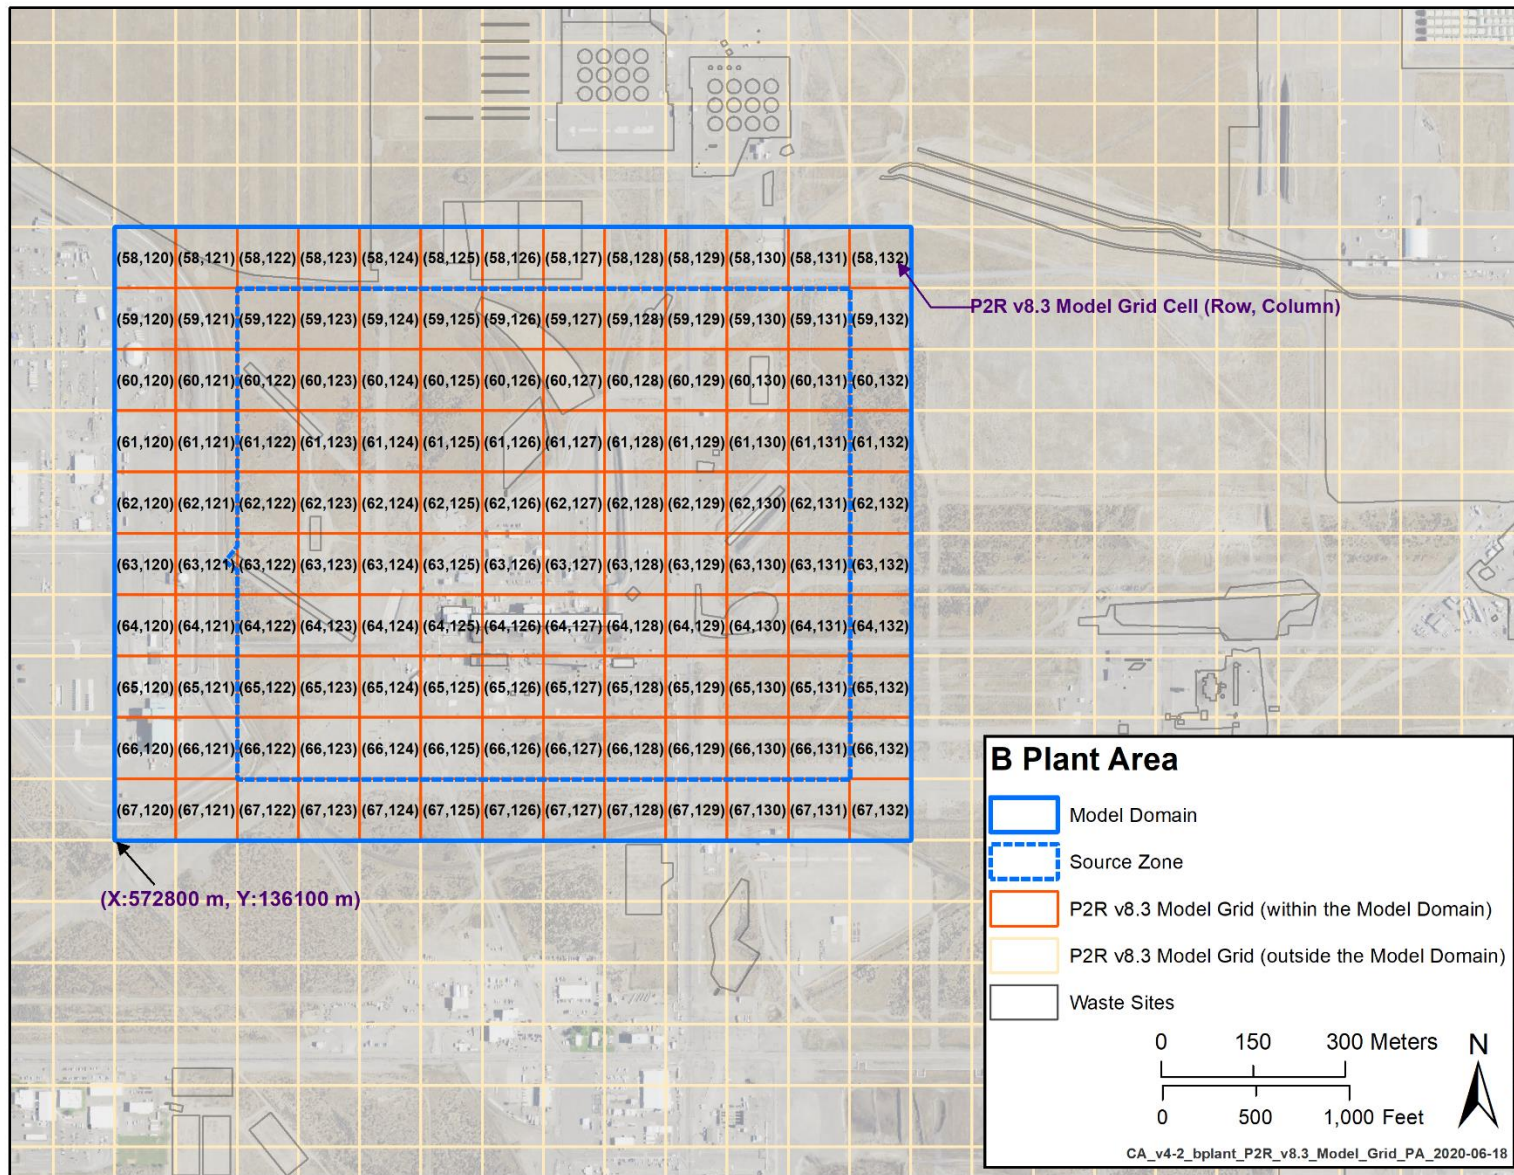 (58,120) (58,121) (58,122) (58,123) (58,124) (58,125) (58,126) (58,127) (58,128) (58,129) (58,130) (58,131) (58,132)
P2R v8.3 Model Grid Cell (Row, Column)
(59,120) (59,121) (59,122) (59,123) (59,124) (59,125) (59,126) (59,127) (59,128) (59,129) (59,130) (59,131) (59,132)
(60,120) (60,121) (60,122) (60,123) (60,124) (60,125) (60,126) (60,127) (60,128) (60,129) (60,130) (60,131) (60,132)
(61,120) (61,121) (61,122) (61,123) (61,124) (61,125) (61,126) (61,127) (61,128) (61,129) (61,130) (61,131) (61,132)
(62,120) (62,121) (62,122) (62,123) (62,124) (62,125) (62,126) (62,127) (62,128) (62,129) (62,130) (62,131) (62,132)
(63,120) (63,121) (63,122) (63,123) (63,124) (63,125) (63,126) (63,127) (63,128) (63,129) (63,130) (63,131) (63,132)
(64,120) (64,121) (64,122) (64,123) (64,124) (64,125) (64,126) (64,127) (64,128) (64,129) (64,130) (64,131) (64,132)
(65,120) (65,121) (65,122) (65,123) (65,124) (65,125) (65,126) (65,127) (65,128) (65,129) (65,130) (65,131) (65,132)
(66,120) (66,121) (66,122) (66,123) (66,124) (66,125) (66,126) (66,127) (66,128) (66,129) (66,130) (66,131) (66,132)
(67,120) (67,121) (67,122) (67,123) (67,124) (67,125) (67,126) (67,127) (67,128) (67,129) (67,130) (67,131) (67,132)
(X:572800 m, Y:136100 m)
B Plant Area
Model Domain
Source Zone
P2R v8.3 Model Grid (within the Model Domain)
P2R v8.3 Model Grid (outside the Model Domain)
Waste Sites
0 150 300 Meters
N
0 500 1,000 Feet
CA_v4-2_bplant_P2R_v8.3_Model_Grid_PA_2020-06-18